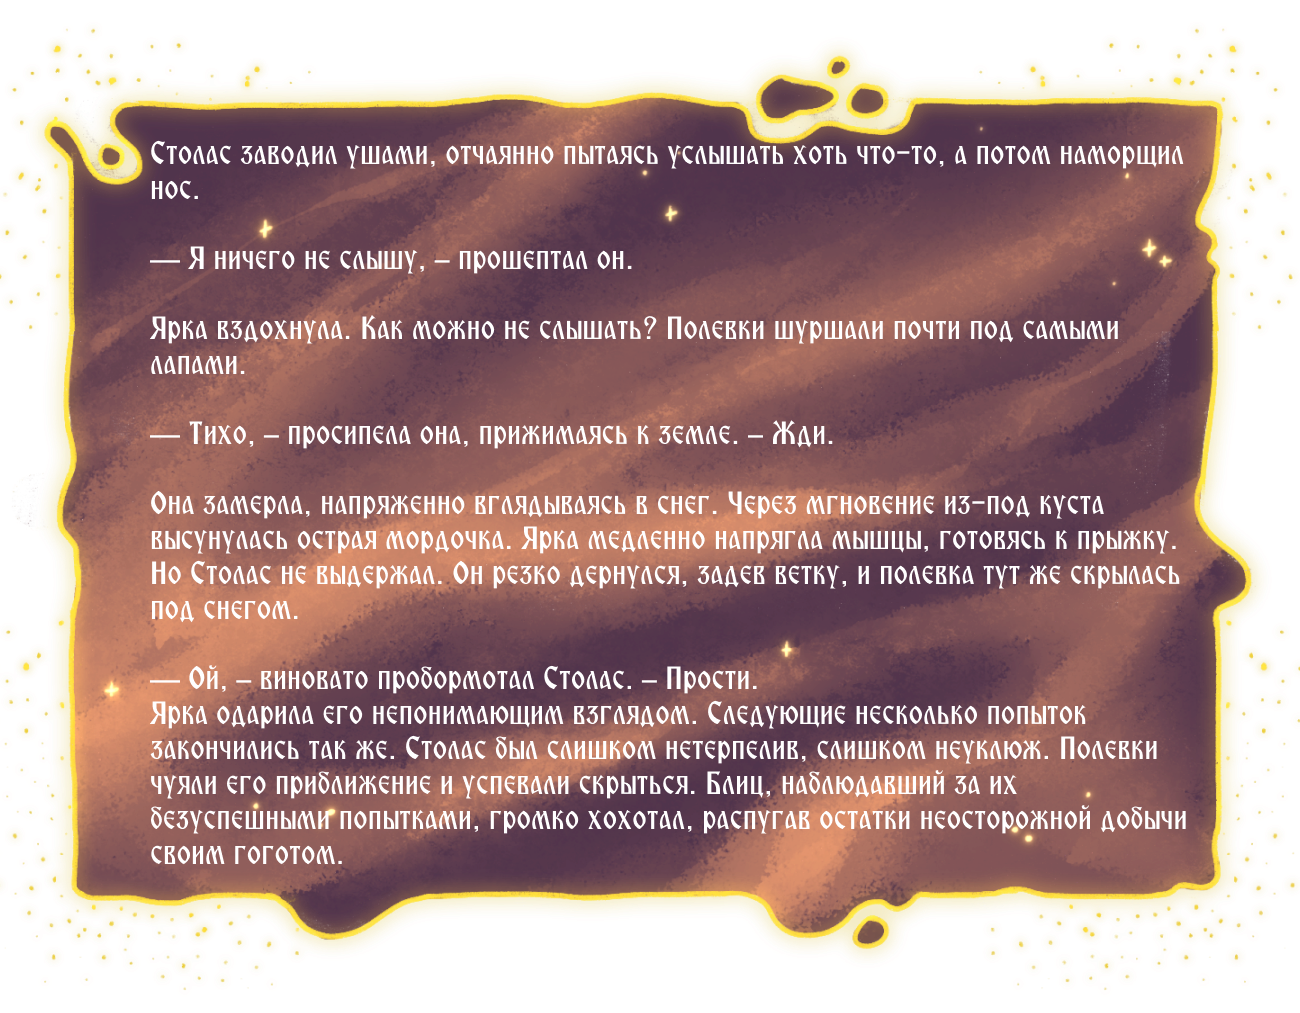 Столас заводил ушами, отчаянно пытаясь услышать хоть что-то, а потом наморщил
нос.
— Я ничего не слышу, – прошептал он.
Ярка вздохнула. Как можно не слышать? Полевки шуршали почти под самыми
лапами.
— Тихо, – просипела она, прижимаясь к земле. – Жди.
Она замерла, напряженно вглядываясь в снег. Через мгновение из-под куста
высунулась острая мордочка. Ярка медленно напрягла мышцы, готовясь к прыжку.
Но Столас не выдержал. Он резко дернулся, задев ветку, и полевка тут же скрылась
под снегом.
— Ой, – виновато пробормотал Столас. – Прости.
Ярка одарила его непонимающим взглядом. Следующие несколько попыток
закончились так же. Столас был слишком нетерпелив, слишком неуклюж. Полевки
чуяли его приближение и успевали скрыться. Блиц, наблюдавший за их
безуспешными попытками, громко хохотал, распугав остатки неосторожной добычи
своим гоготом.